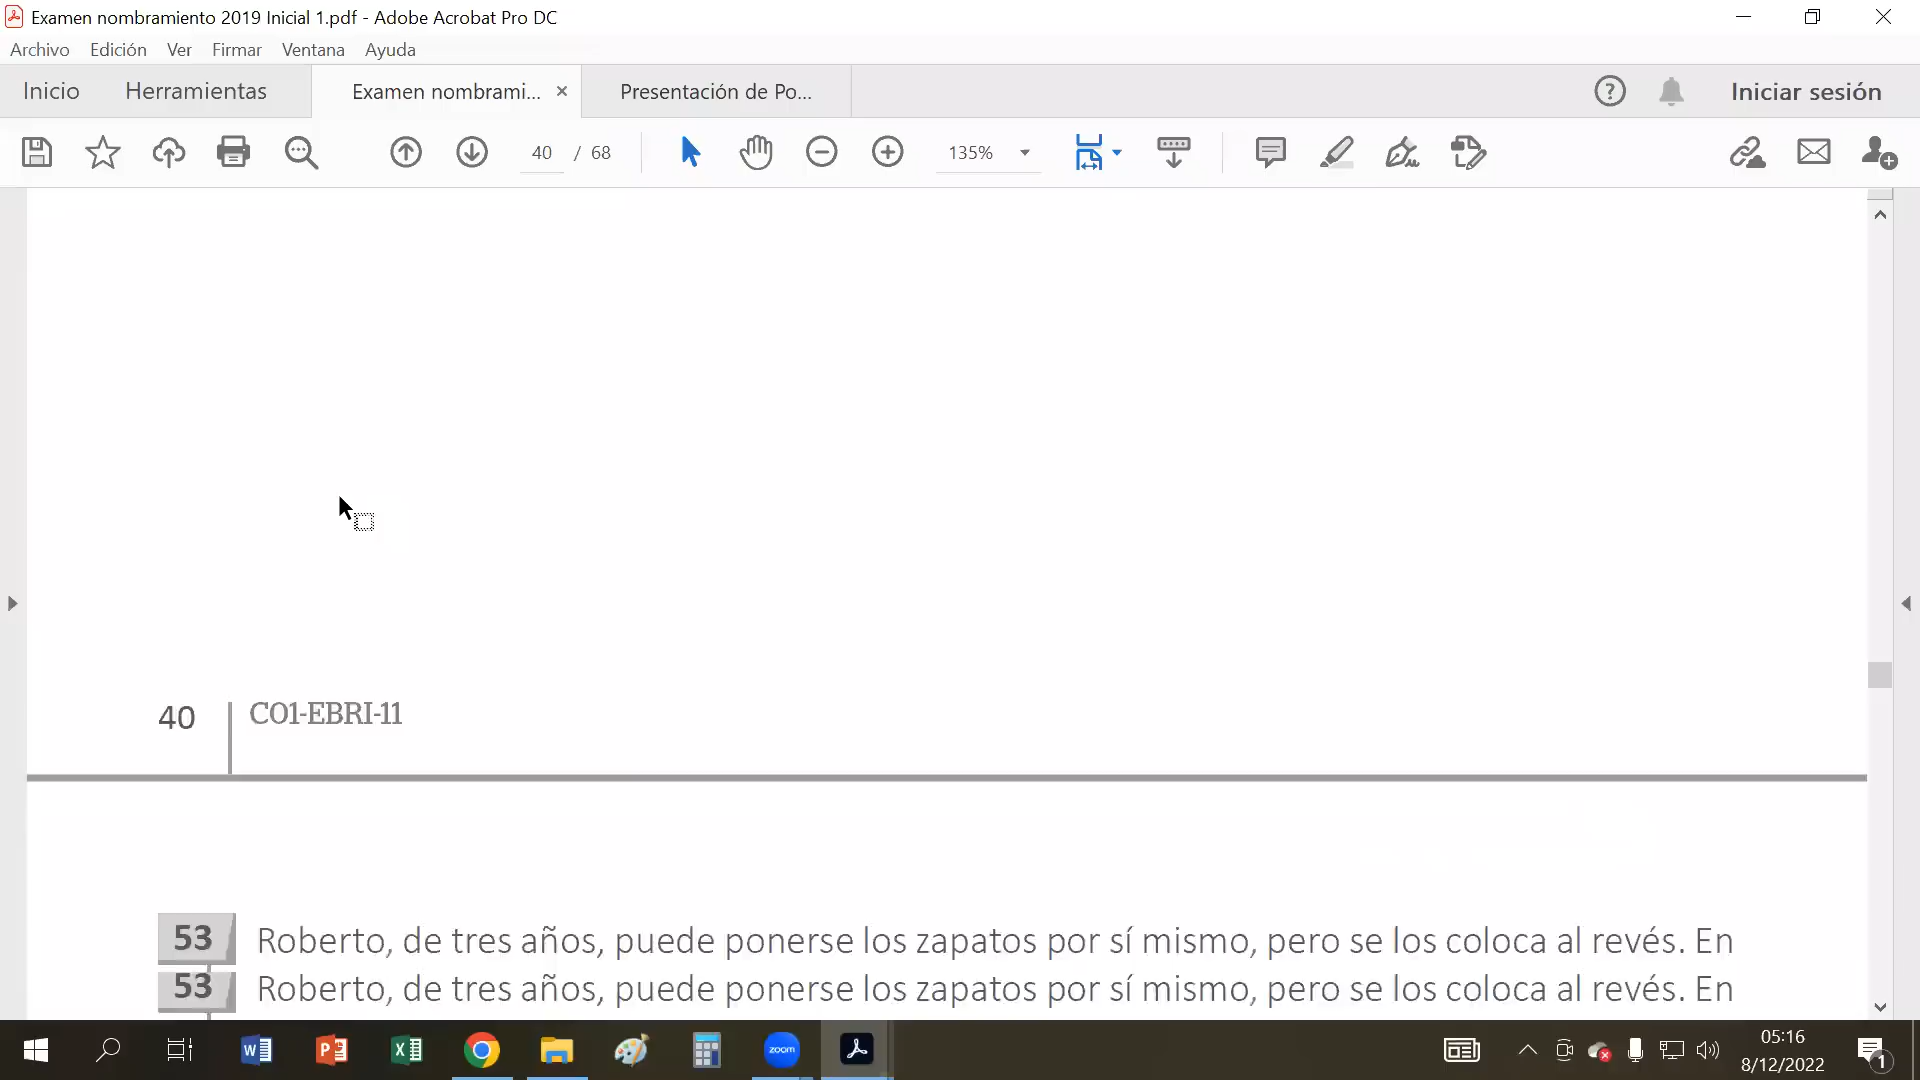 Examen nombramiento 2019 Inicial 1.pdf - Adobe Acrobat Pro DC
Archivo Edición Ver Firmar Ventana Ayuda
Inicio Herramientas Examen nombrami... × Presentación de Po... Iniciar sesión
40 / 68 135%
40 C01-EBRI-11
53 Roberto, de tres años, puede ponerse los zapatos por sí mismo, pero se los coloca al revés. En
53 Roberto, de tres años, puede ponerse los zapatos por sí mismo, pero se los coloca al revés. En
zoom
05:16
8/12/2022
1